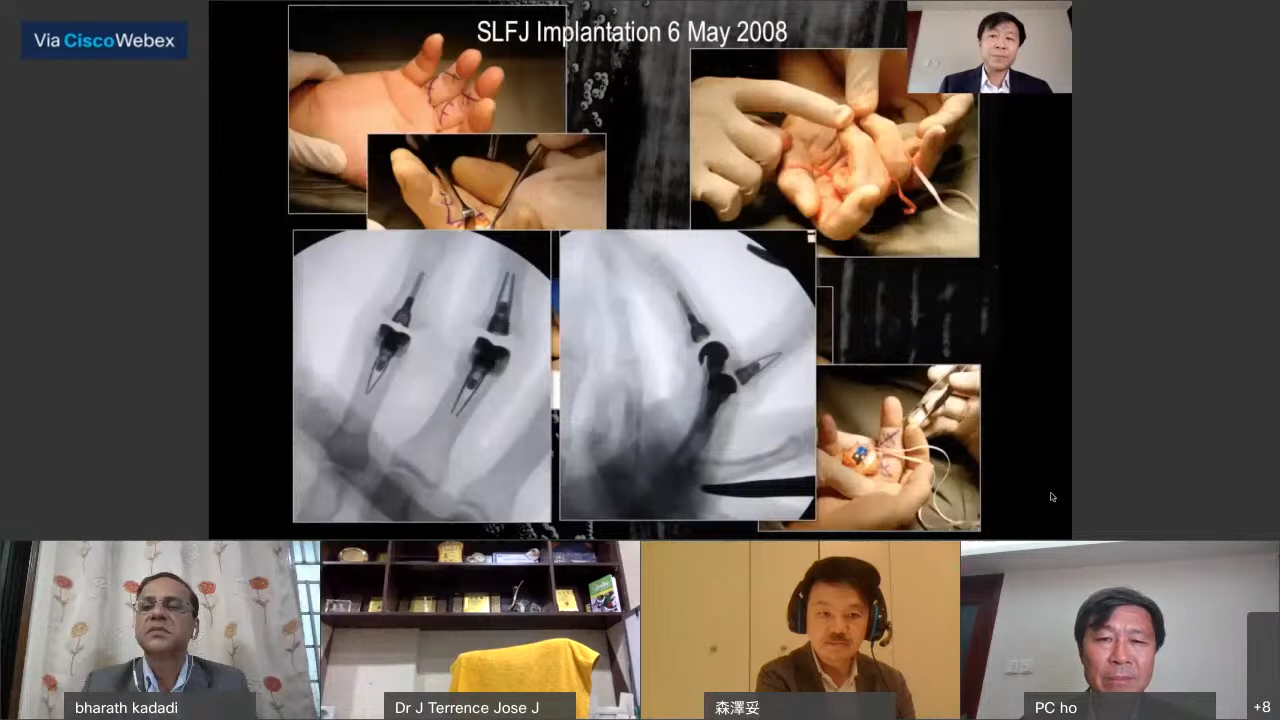 Via CiscoWebex
SLFJ Implantation 6 May 2008
bharath kadadi
Dr J Terrence Jose J
森澤妥
PC ho
+8